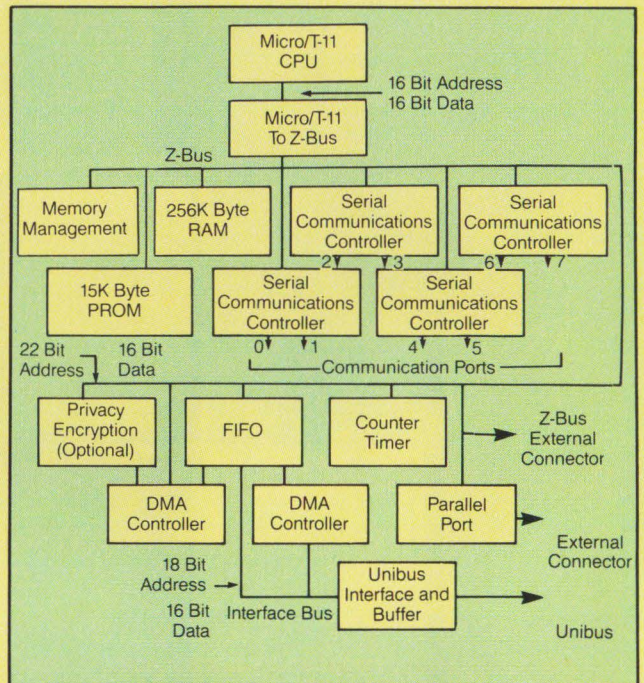 Micro/T-11
CPU
16 Bit Address
16 Bit Data
Micro/T-11
To Z-Bus
Z-Bus
Memory
Management
256K Byte
RAM
Serial
Communications
Controller
2 3
Serial
Communications
Controller
6 7
15K Byte
PROM
Serial
Communications
Controller
0 1
Serial
Communications
Controller
4 5
Communication Ports
22 Bit
Address
16 Bit
Data
Privacy
Encryption
(Optional)
FIFO
Counter
Timer
Z-Bus
External
Connector
DMA
Controller
DMA
Controller
Parallel
Port
External
Connector
18 Bit
Address
16 Bit
Data
Interface Bus
Unibus
Interface and
Buffer
Unibus